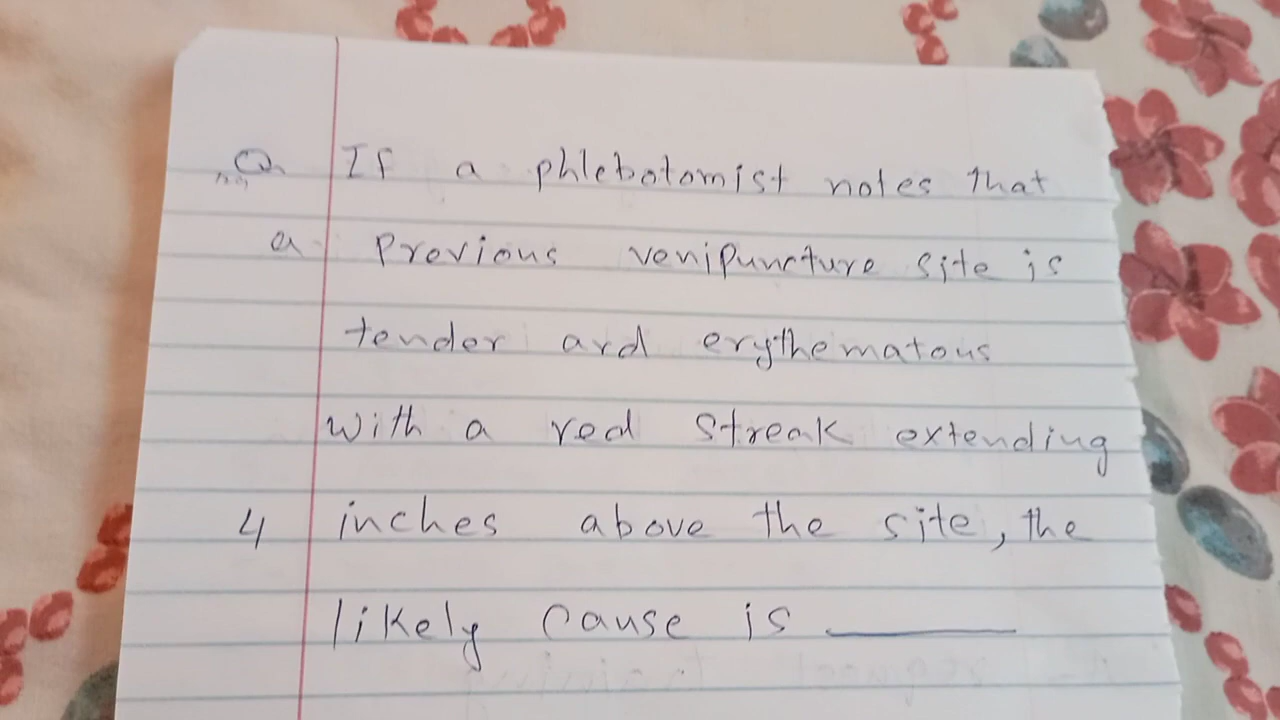 Q If a phlebotomist notes that
a previous venipuncture site is
tender and erythematous
with a red streak extending
4 inches above the site, the
likely cause is ______